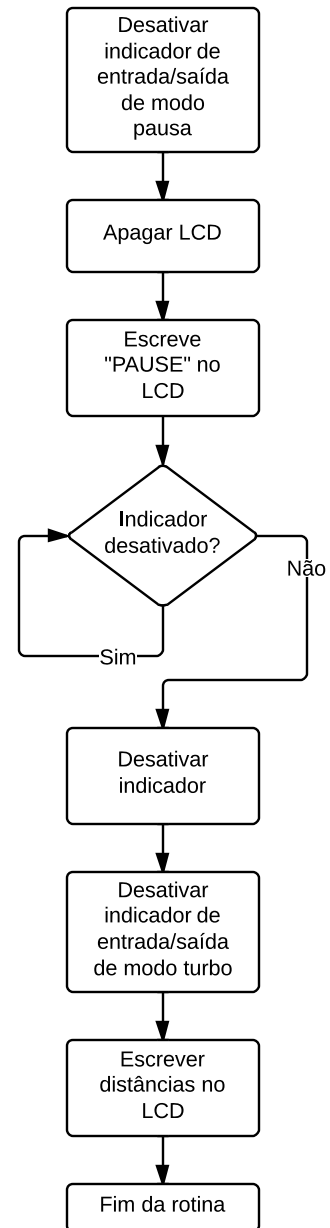 Desativar
indicador de
entrada/saída
de modo
pausa
Apagar LCD
Escreve
"PAUSE" no
LCD
Indicador
desativado?
Não
Sim
Desativar
indicador
Desativar
indicador de
entrada/saída
de modo turbo
Escrever
distâncias no
LCD
Fim da rotina